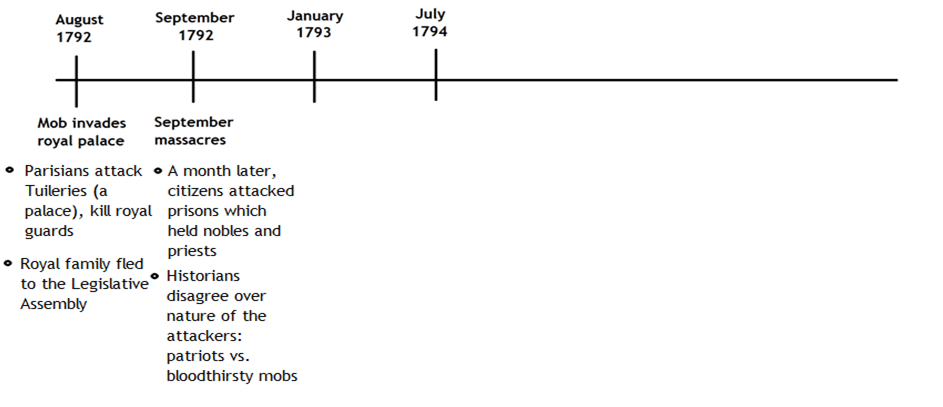 August
1792
September
1792
January
1793
July
1794
Mob invades
royal palace
September
massacres
Parisians attack
Tuileries (a
palace), kill royal
guards
Royal family fled
to the Legislative
Assembly
A month later,
citizens attacked
prisons which
held nobles and
priests
Historians
disagree over
nature of the
attackers:
patriots vs.
bloodthirsty mobs